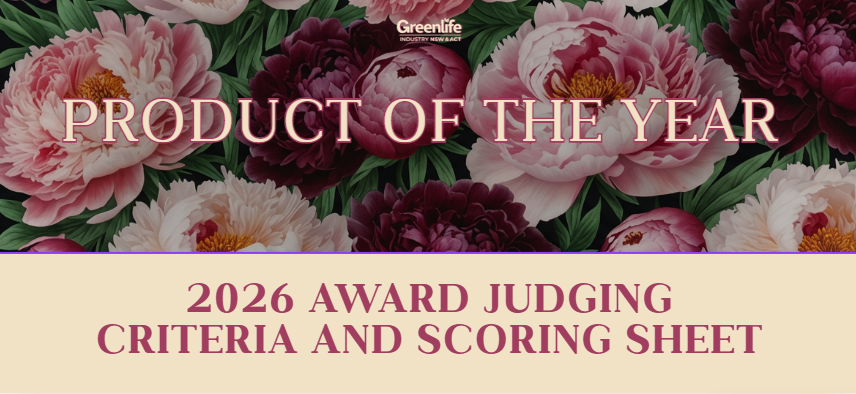 Greenlife
INDUSTRY NSW & ACT
PRODUCT OF THE YEAR
2026 AWARD JUDGING
CRITERIA AND SCORING SHEET